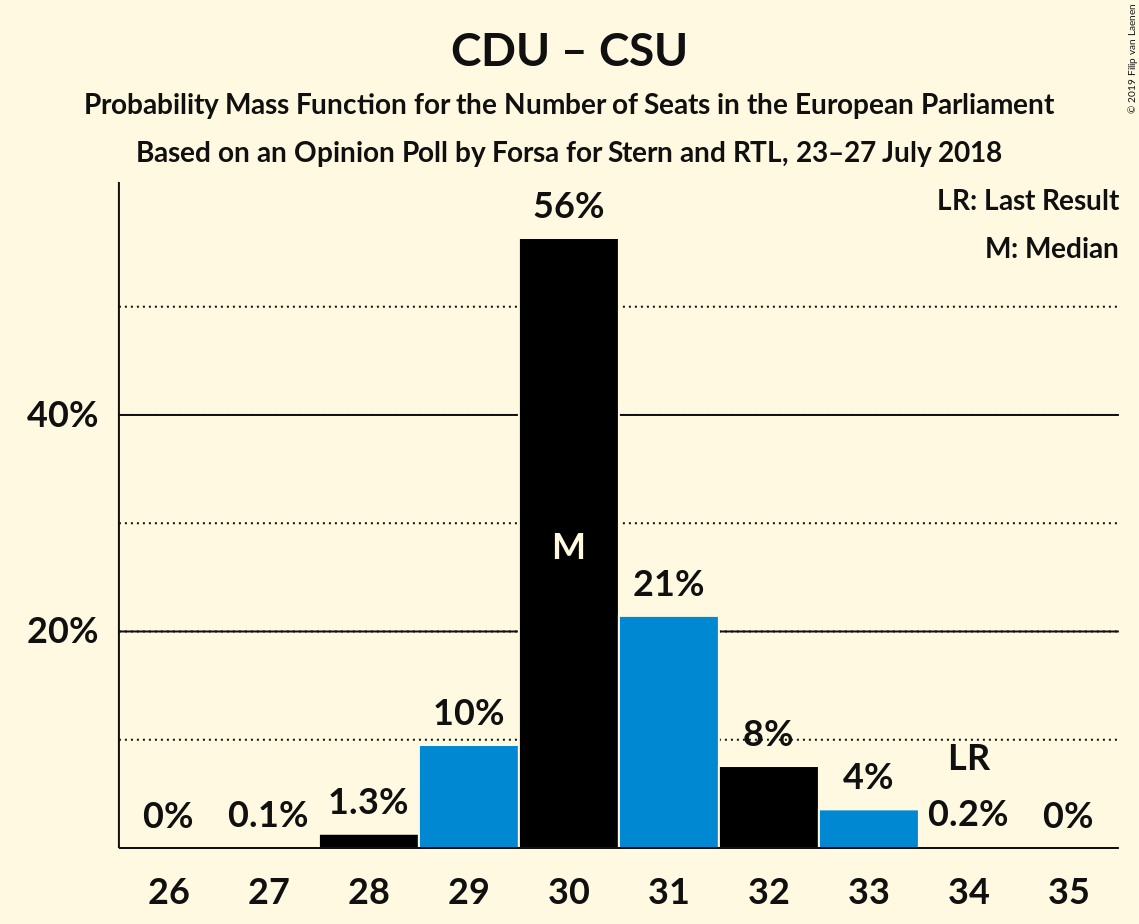 CDU – CSU
Probability Mass Function for the Number of Seats in the European Parliament
Based on an Opinion Poll by Forsa for Stern and RTL, 23–27 July 2018
© 2019 Filip van Laenen
LR: Last Result
M: Median
56%
40%
M
21%
20%
10%
8%
LR
4%
1.3%
0%
0.1%
0.2%
0%
26 27 28 29 30 31 32 33 34 35